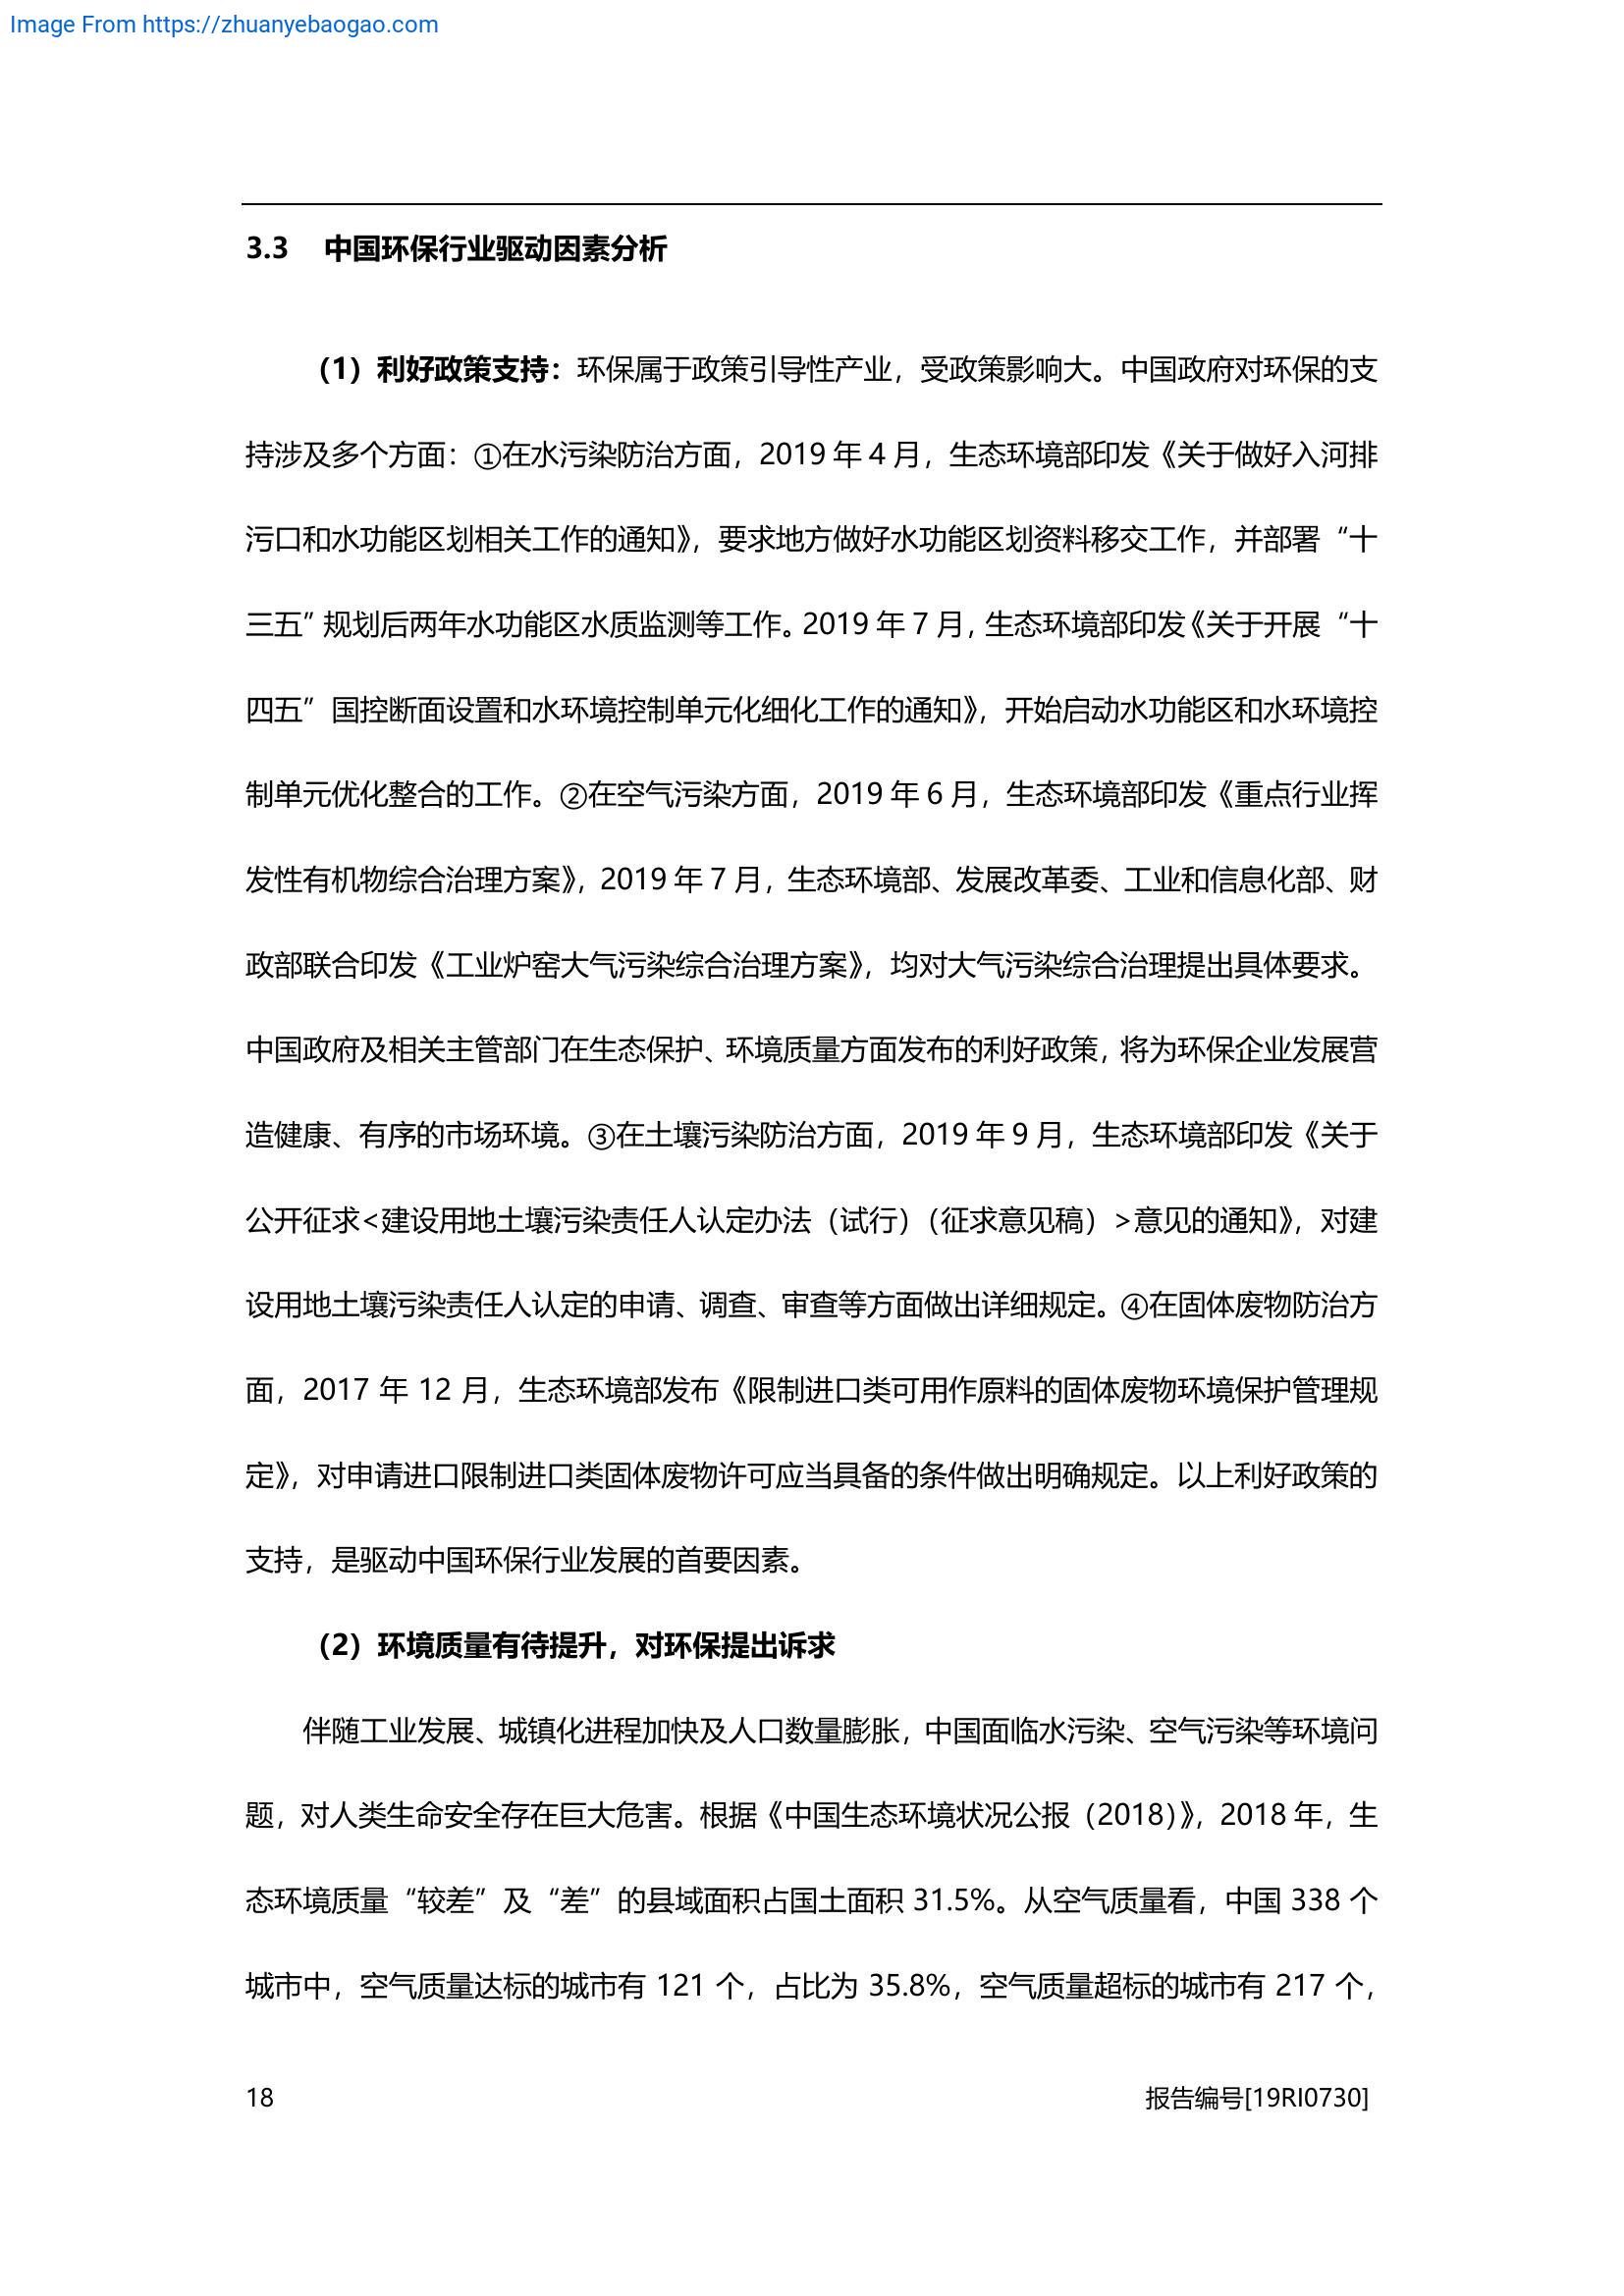 Image From https://zhuanyebaogao.com
3.3 中国环保行业驱动因素分析
（1）利好政策支持：环保属于政策引导性产业，受政策影响大。中国政府对环保的支
持涉及多个方面：①在水污染防治方面，2019 年 4 月，生态环境部印发《关于做好入河排
污口和水功能区划相关工作的通知》，要求地方做好水功能区划资料移交工作，并部署“十
三五”规划后两年水功能区水质监测等工作。2019 年 7 月，生态环境部印发《关于开展“十
四五”国控断面设置和水环境控制单元化细化工作的通知》，开始启动水功能区和水环境控
制单元优化整合的工作。②在空气污染方面，2019 年 6 月，生态环境部印发《重点行业挥
发性有机物综合治理方案》，2019 年 7 月，生态环境部、发展改革委、工业和信息化部、财
政部联合印发《工业炉窑大气污染综合治理方案》，均对大气污染综合治理提出具体要求。
中国政府及相关主管部门在生态保护、环境质量方面发布的利好政策，将为环保企业发展营
造健康、有序的市场环境。③在土壤污染防治方面，2019 年 9 月，生态环境部印发《关于
公开征求<建设用地土壤污染责任人认定办法（试行）（征求意见稿）>意见的通知》，对建
设用地土壤污染责任人认定的申请、调查、审查等方面做出详细规定。④在固体废物防治方
面，2017 年 12 月，生态环境部发布《限制进口类可用作原料的固体废物环境保护管理规
定》，对申请进口限制进口类固体废物许可应当具备的条件做出明确规定。以上利好政策的
支持，是驱动中国环保行业发展的首要因素。
（2）环境质量有待提升，对环保提出诉求
伴随工业发展、城镇化进程加快及人口数量膨胀，中国面临水污染、空气污染等环境问
题，对人类生命安全存在巨大危害。根据《中国生态环境状况公报（2018）》，2018 年，生
态环境质量“较差”及“差”的县域面积占国土面积 31.5%。从空气质量看，中国 338 个
城市中，空气质量达标的城市有 121 个，占比为 35.8%，空气质量超标的城市有 217 个，
18 报告编号[19RI0730]